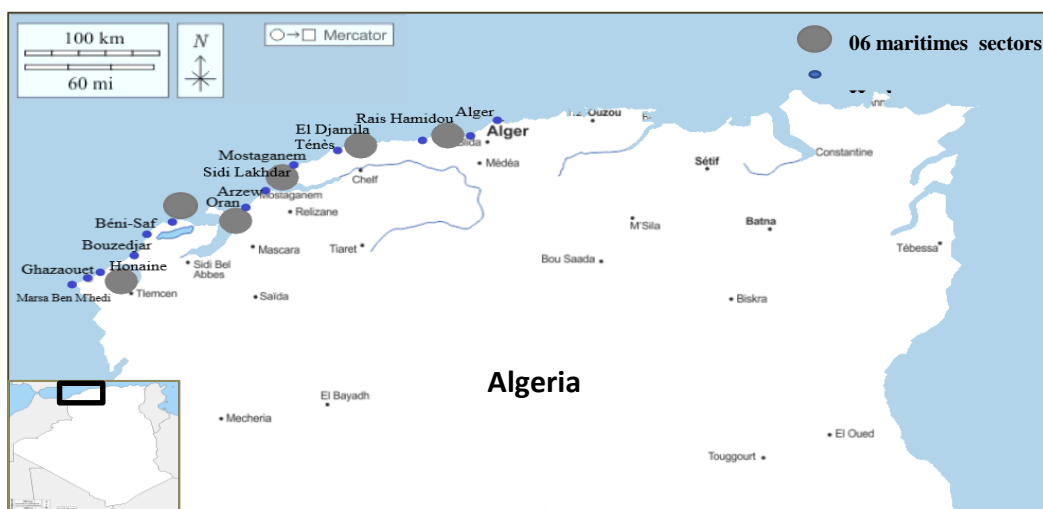 100 km
60 mi
N
Mercator
06 maritimes sectors
Alger
Rais Hamidou
El Djamila
Ténès
Alger
Médéa
Sétif
Constantine
Mostaganem
Sidi Lakhdar
Chelf
Arzew
Mostaganem
Oran
Relizane
Béni-Saf
M'Sila
Batna
Bouzedjar
Mascara
Tiaret
Tébessa
Ghazaouet
Honaine
Sidi Bel
Abbes
Bou Saada
Marsa Ben M'hedi
Tlemcen
Saïda
Biskra
Algeria
El Bayadh
Mecheria
El Oued
Touggourt